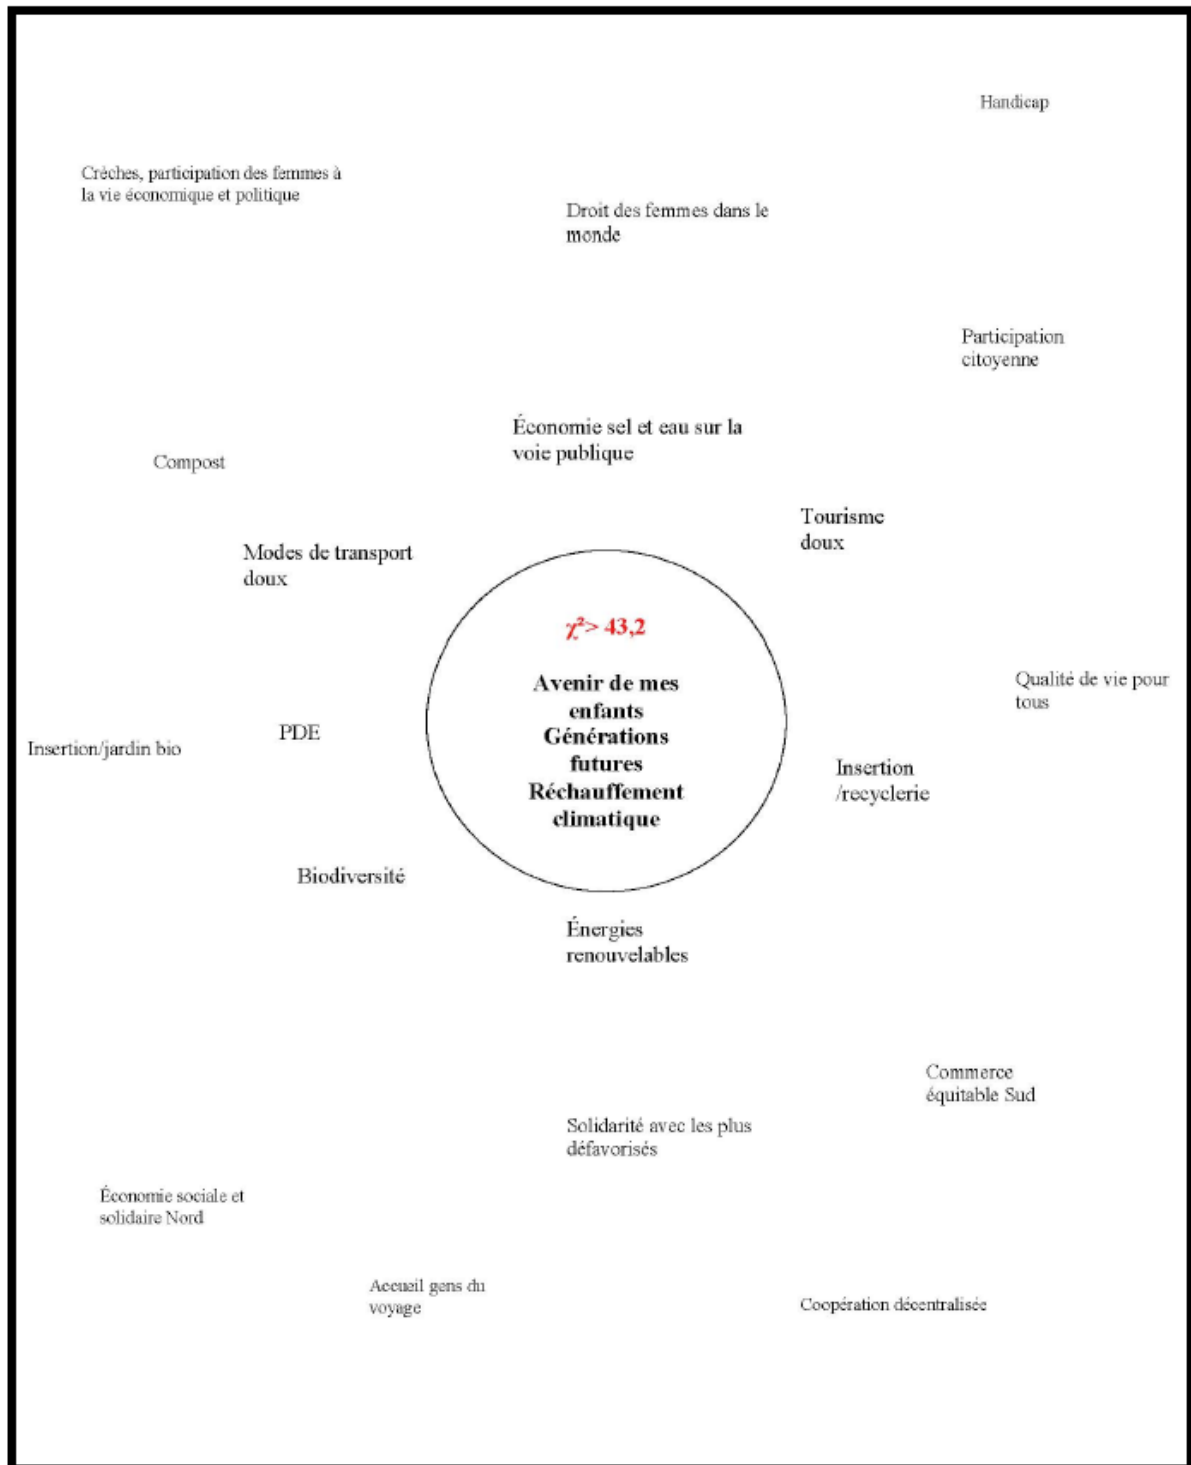 Handicap
Crèches, participation des femmes à
la vie économique et politique
Droit des femmes dans le
monde
Participation
citoyenne
Économie sel et eau sur la
voie publique
Compost
Tourisme
doux
Modes de transport
doux
χ²> 43,2
Avenir de mes
enfants
Générations
futures
Réchauffement
climatique
Qualité de vie pour
tous
PDE
Insertion/jardin bio
Insertion
/recyclerie
Biodiversité
Énergies
renouvelables
Commerce
équitable Sud
Solidarité avec les plus
défavorisés
Économie sociale et
solidaire Nord
Accueil gens du
voyage
Coopération décentralisée